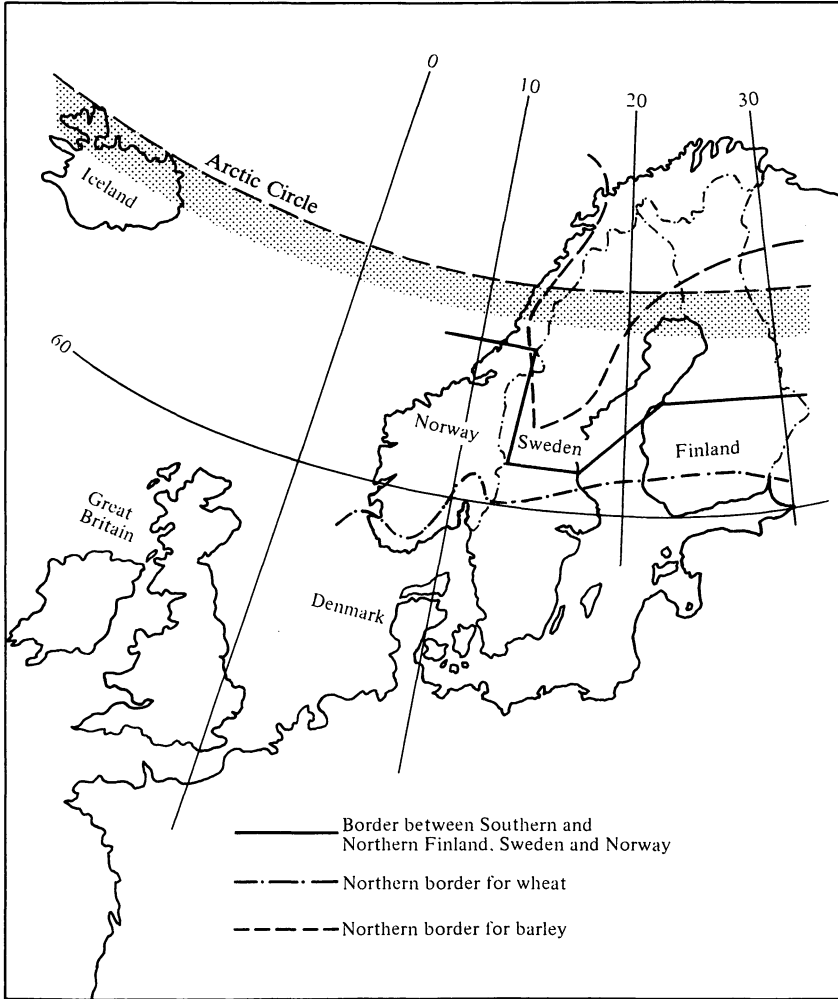 0
10
20
30
Arctic Circle
Iceland
60
Norway
Sweden
Finland
Great
Britain
Denmark
Border between Southern and
Northern Finland, Sweden and Norway
Northern border for wheat
Northern border for barley